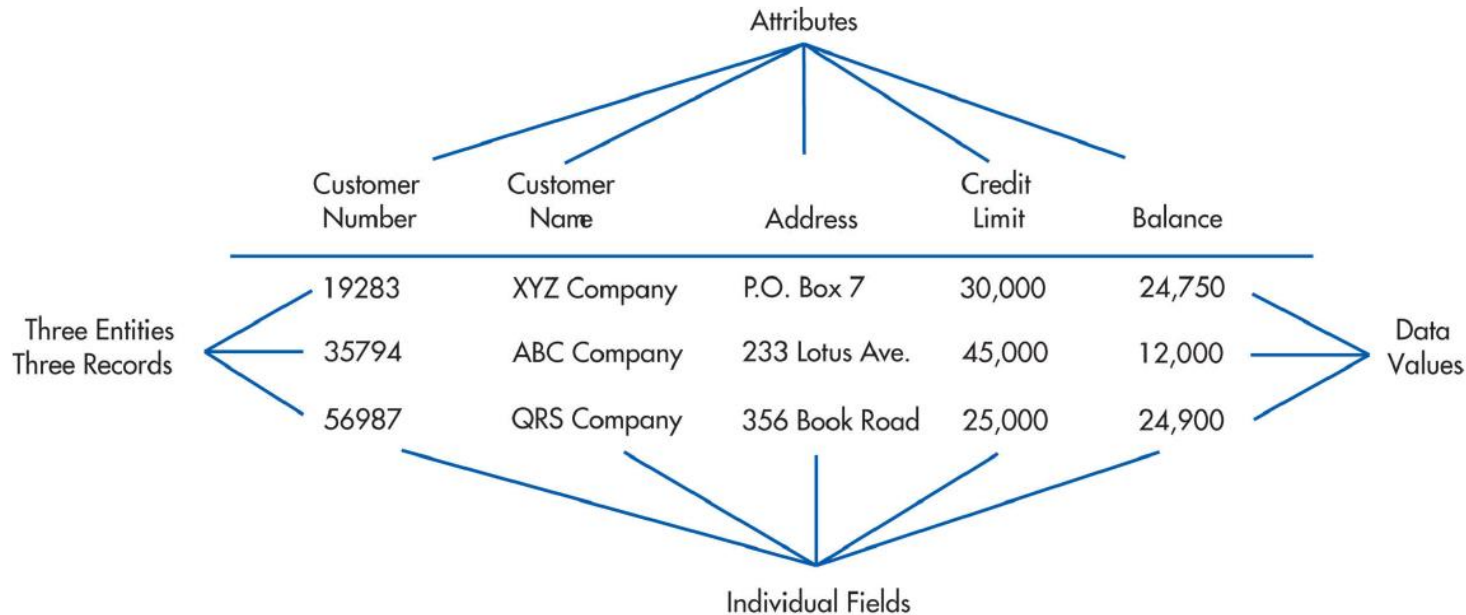 Attributes
Customer Number
Customer Name
Address
Credit Limit
Balance
Three Entities
Three Records
19283 XYZ Company P.O. Box 7 30,000 24,750
35794 ABC Company 233 Lotus Ave. 45,000 12,000
56987 QRS Company 356 Book Road 25,000 24,900
Data
Values
Individual Fields